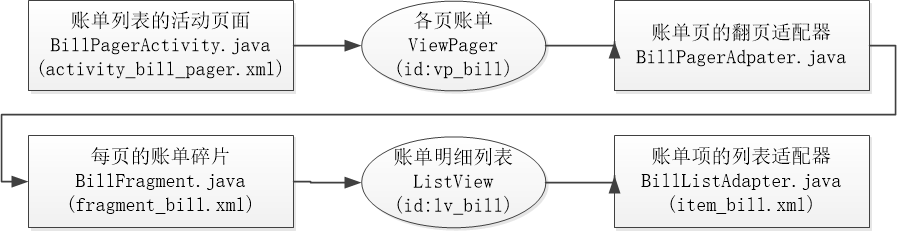 账单列表的活动页面
BillPagerActivity.java
(activity_bill_pager.xml)
各页账单
ViewPager
(id:vp_bill)
账单页的翻页适配器
BillPagerAdpater.java
每页的账单碎片
BillFragment.java
(fragment_bill.xml)
账单明细列表
ListView
(id:lv_bill)
账单项的列表适配器
BillListAdapter.java
(item_bill.xml)